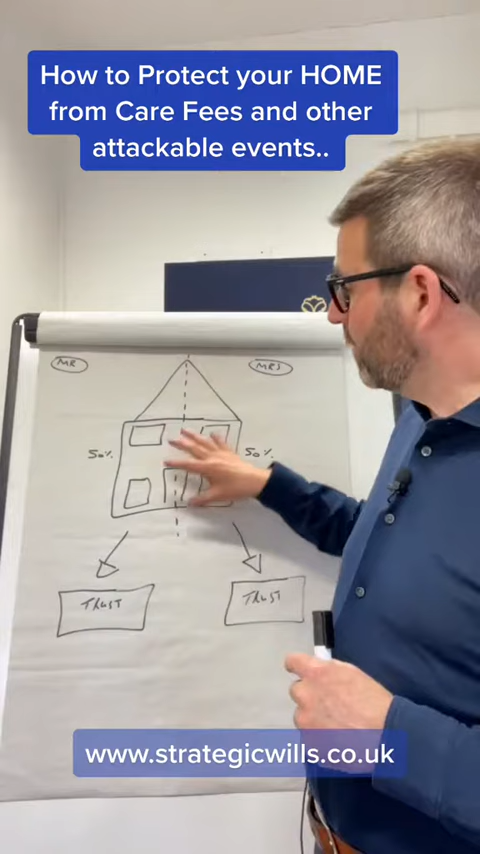 How to Protect your HOME
from Care Fees and other
attackable events..
MR
MRS
50%
50%
TRUST
TRUST
www.strategicwills.co.uk